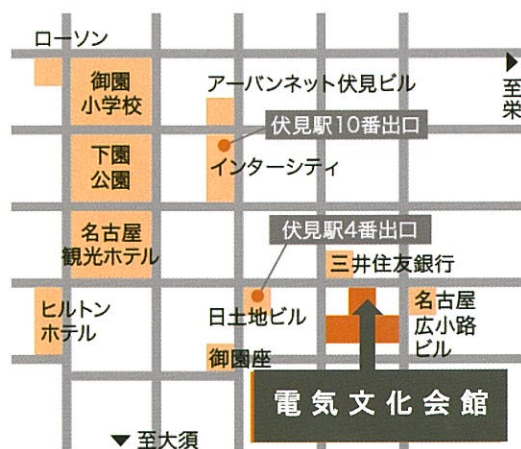 ローソン
御園
小学校
アーバンネット伏見ビル
至
栄
伏見駅10番出口
下園
公園
インターシティ
名古屋
観光ホテル
伏見駅4番出口
三井住友銀行
ヒルトン
ホテル
日土地ビル
名古屋
広小路
ビル
御園座
電気文化会館
至大須